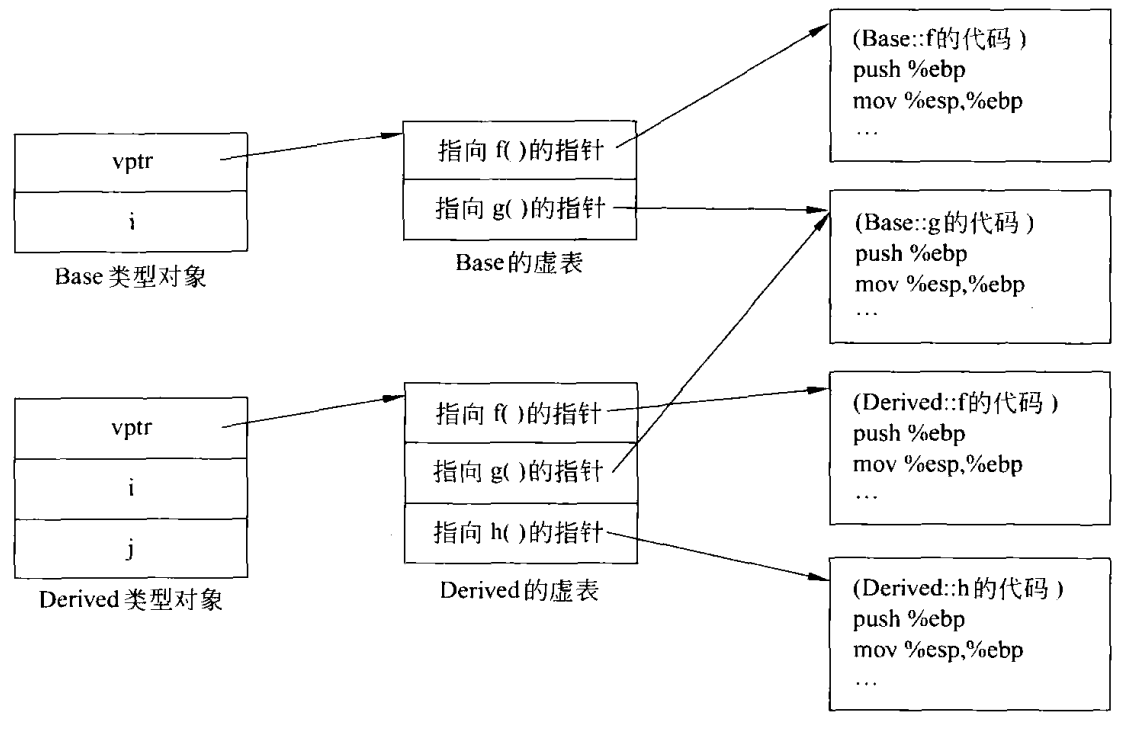 vptr
i
Base 类型对象
指向 f( )的指针
指向 g( )的指针
Base的虚表
(Base::f的代码 )
push %ebp
mov %esp,%ebp
…
(Base::g的代码 )
push %ebp
mov %esp,%ebp
…
vptr
i
j
Derived 类型对象
指向 f( )的指针
指向 g( )的指针
指向 h( )的指针
Derived的虚表
(Derived::f的代码 )
push %ebp
mov %esp,%ebp
…
(Derived::h的代码 )
push %ebp
mov %esp,%ebp
…